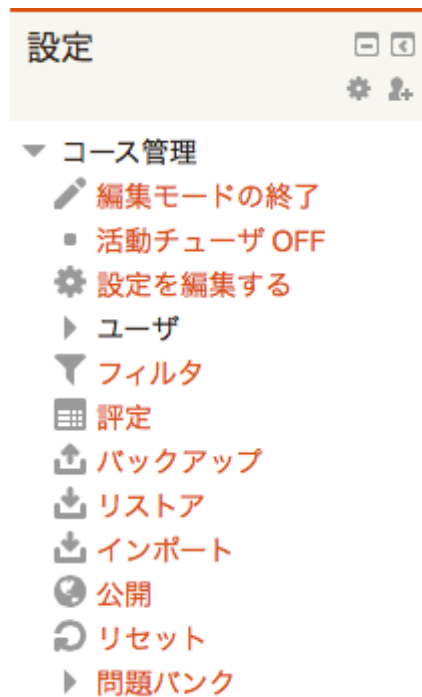 設定
コース管理
編集モードの終了
活動チューザ OFF
設定を編集する
ユーザ
フィルタ
評定
バックアップ
リストア
インポート
公開
リセット
問題バンク